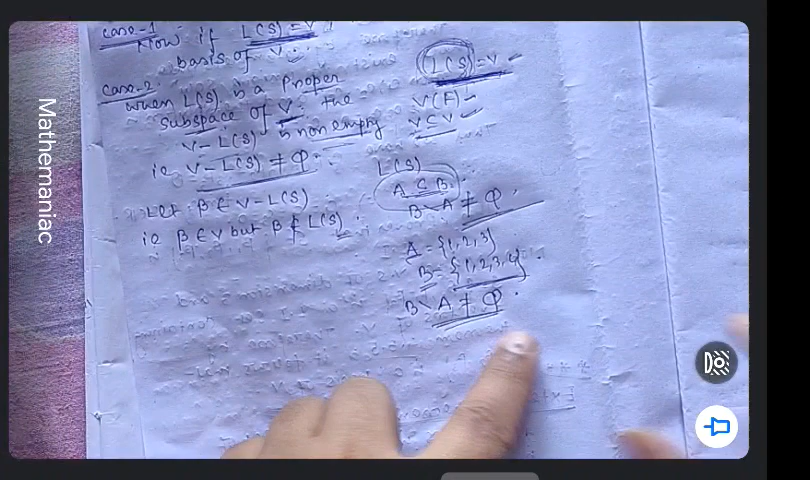 case-1
Now if L(S) = V
basis of V.
case-2
when L(S) is a proper
subspace of V. the
V - L(S) is non empty
ie V - L(S) ≠ φ.
Let β ∈ V - L(S)
ie β ∈ V but β ∉ L(S).
L(S) = V
V(F)
V ⊂ V
L(S)
A ⊆ B.
B \ A ≠ φ.
A = {1,2,3}
B = {1,2,3,4}.
B \ A ≠ φ.
Mathemaniac